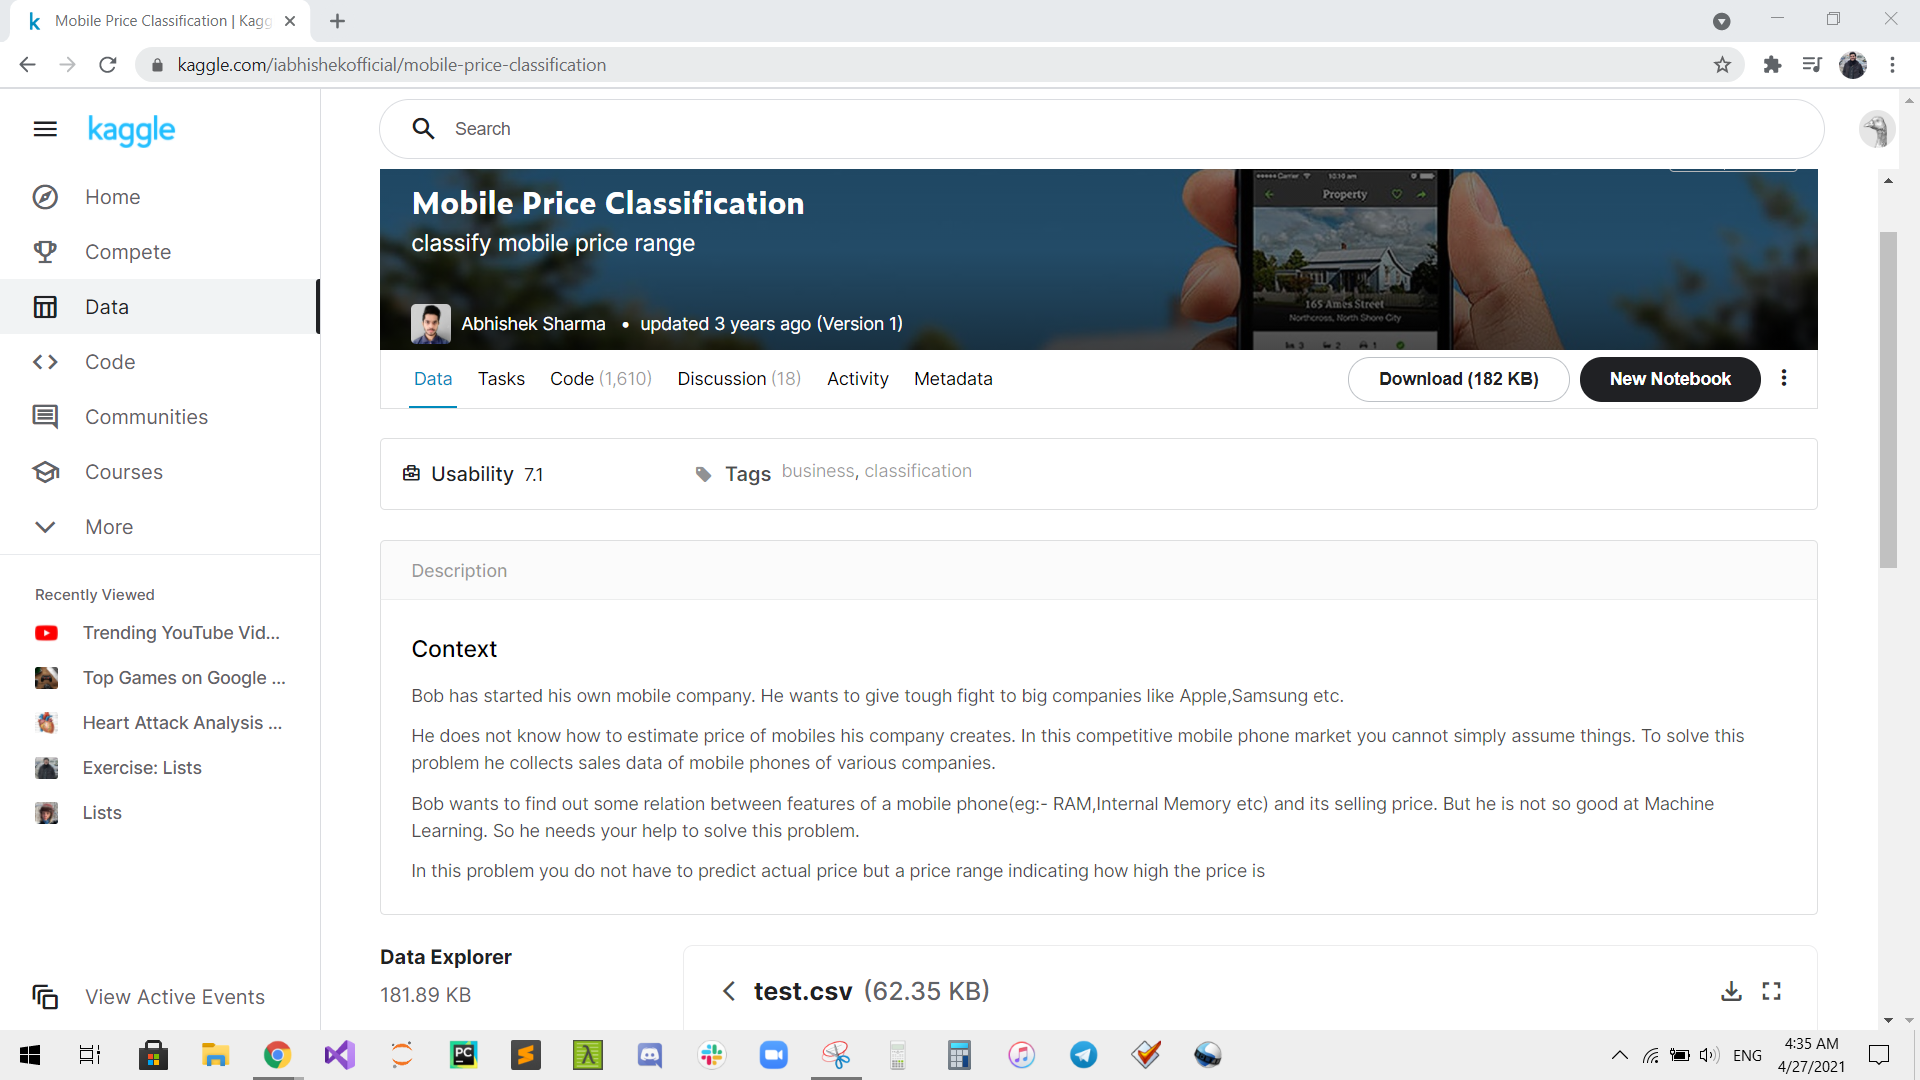 Mobile Price Classification | Kagg
kaggle.com/iabhishekofficial/mobile-price-classification
kaggle
Search
Home
Compete
Data
Code
Communities
Courses
More
Recently Viewed
Trending YouTube Vid...
Top Games on Google ...
Heart Attack Analysis ...
Exercise: Lists
Lists
View Active Events
Mobile Price Classification
classify mobile price range
Abhishek Sharma • updated 3 years ago (Version 1)
Carrier 10:10 am
Property
165 Ames Street
Northcross, North Shore City
3 2 1
Data Tasks Code (1,610) Discussion (18) Activity Metadata Download (182 KB) New Notebook
Usability 7.1 Tags business, classification
Description
Context
Bob has started his own mobile company. He wants to give tough fight to big companies like Apple,Samsung etc.
He does not know how to estimate price of mobiles his company creates. In this competitive mobile phone market you cannot simply assume things. To solve this
problem he collects sales data of mobile phones of various companies.
Bob wants to find out some relation between features of a mobile phone(eg:- RAM,Internal Memory etc) and its selling price. But he is not so good at Machine
Learning. So he needs your help to solve this problem.
In this problem you do not have to predict actual price but a price range indicating how high the price is
Data Explorer
181.89 KB
test.csv (62.35 KB)
PC
ENG
4:35 AM
4/27/2021